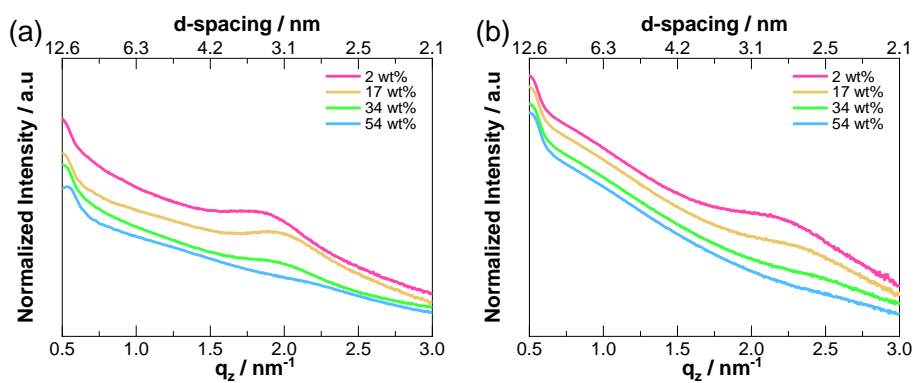 (a)
d-spacing / nm
12.6 6.3 4.2 3.1 2.5 2.1
Normalized Intensity / a.u
2 wt%
17 wt%
34 wt%
54 wt%
0.5 1.0 1.5 2.0 2.5 3.0
q_z / nm⁻¹
(b)
d-spacing / nm
12.6 6.3 4.2 3.1 2.5 2.1
Normalized Intensity / a.u
2 wt%
17 wt%
34 wt%
54 wt%
0.5 1.0 1.5 2.0 2.5 3.0
q_z / nm⁻¹